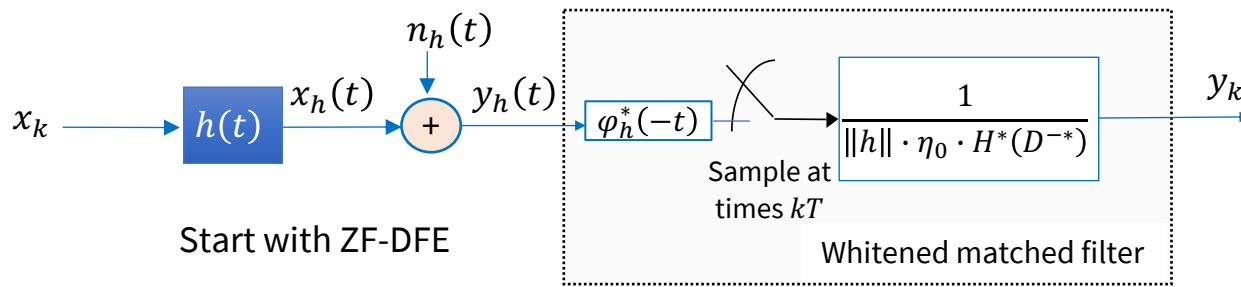 n_h(t)
x_k
h(t)
x_h(t)
+
y_h(t)
φ_h^*(−t)
Sample at
times kT
1
‖h‖ · η_0 · H^*(D^{−*})
y_k
Start with ZF-DFE
Whitened matched filter